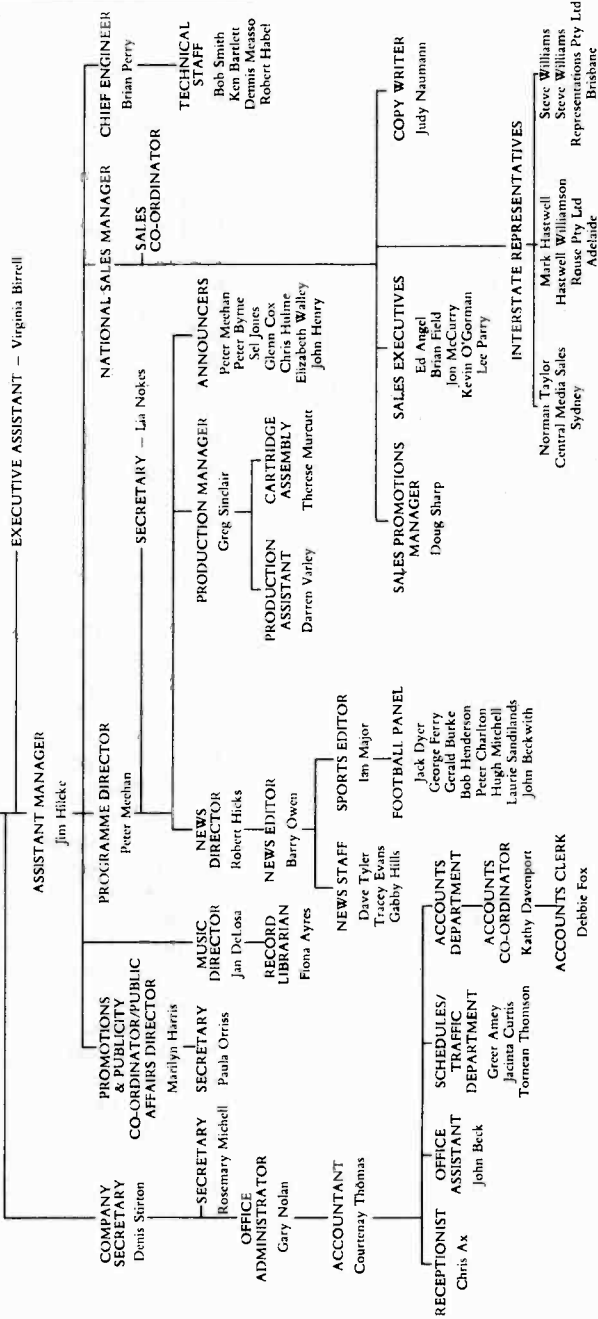 EXECUTIVE ASSISTANT – Virginia Birrell
ASSISTANT MANAGER
Jim Hilcke
COMPANY
SECRETARY
Denis Stirton
SECRETARY
Rosemary Michell
OFFICE
ADMINISTRATOR
Gary Nolan
ACCOUNTANT
Courtenay Thomas
RECEPTIONIST
Chris Ax
OFFICE
ASSISTANT
John Beck
SCHEDULES/
TRAFFIC
DEPARTMENT
Greer Amey
Jacinta Curtis
Tornean Thomson
ACCOUNTS
DEPARTMENT
ACCOUNTS
CO-ORDINATOR
Kathy Davenport
ACCOUNTS CLERK
Debbie Fox
PROMOTIONS
& PUBLICITY
CO-ORDINATOR/PUBLIC
AFFAIRS DIRECTOR
Marilyn Harris
SECRETARY
Paula Orriss
PROGRAMME DIRECTOR
Peter Meehan
SECRETARY – Lia Nokes
MUSIC
DIRECTOR
Jan DeLosa
RECORD
LIBRARIAN
Fiona Ayres
NEWS
DIRECTOR
Robert Hicks
NEWS EDITOR
Barry Owen
NEWS STAFF
Dave Tyler
Tracey Evans
Gabby Hills
SPORTS EDITOR
Ian Major
FOOTBALL PANEL
Jack Dyer
George Ferry
Gerald Burke
Bob Henderson
Peter Charlton
Hugh Mitchell
Laurie Sandilands
John Beckwith
PRODUCTION MANAGER
Greg Sinclair
PRODUCTION
ASSISTANT
Darren Varley
CARTRIDGE
ASSEMBLY
Therese Murcutt
ANNOUNCERS
Peter Meehan
Peter Byrne
Sel Jones
Glenn Cox
Chris Hulme
Elizabeth Walley
John Henry
NATIONAL SALES MANAGER
SALES
CO-ORDINATOR
SALES PROMOTIONS
MANAGER
Doug Sharp
SALES EXECUTIVES
Ed Angel
Brian Field
Jon McCurry
Kevin O'Gorman
Lee Parry
COPY WRITER
Judy Naumann
INTERSTATE REPRESENTATIVES
Norman Taylor
Central Media Sales
Sydney
Mark Hastwell
Hastwell Williamson
Rouse Pty Ltd
Adelaide
Steve Williams
Steve Williams
Representations Pty Ltd
Brisbane
CHIEF ENGINEER
Brian Perry
TECHNICAL
STAFF
Bob Smith
Ken Bartlett
Dennis Measso
Robert Habel